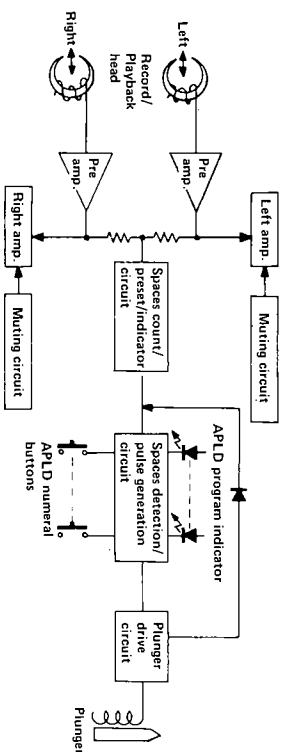 Right
Left
Record/
Playback
head
Pre
amp.
Pre
amp.
Right amp.
Left amp.
Muting circuit
Muting circuit
Spaces count/
preset/indicator
circuit
APLD program indicator
Spaces detection/
pulse generation
circuit
APLD numeral
buttons
Plunger
drive
circuit
Plunger